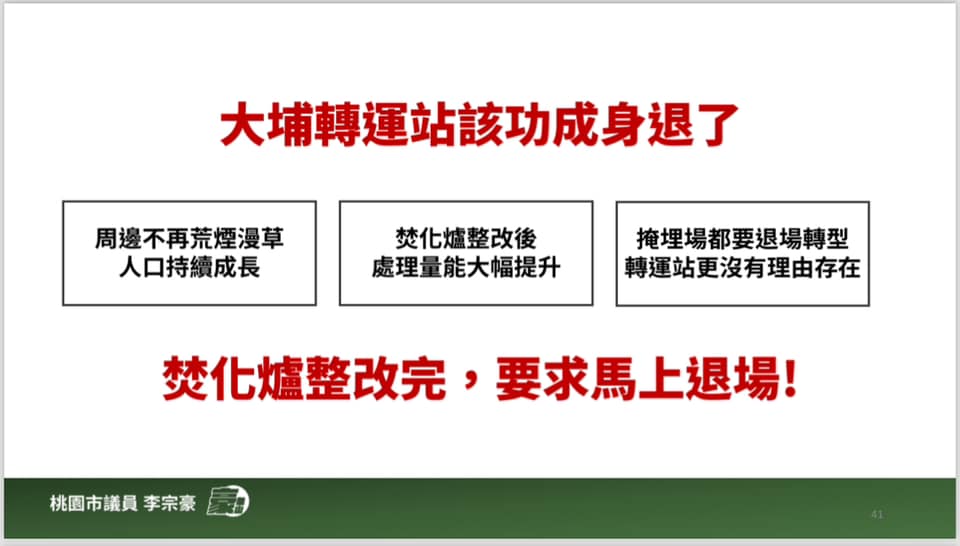 大埔轉運站該功成身退了
周邊不再荒煙漫草
人口持續成長
焚化爐整改後
處理量能大幅提升
掩埋場都要退場轉型
轉運站更沒有理由存在
焚化爐整改完，要求馬上退場!
桃園市議員 李宗豪
41